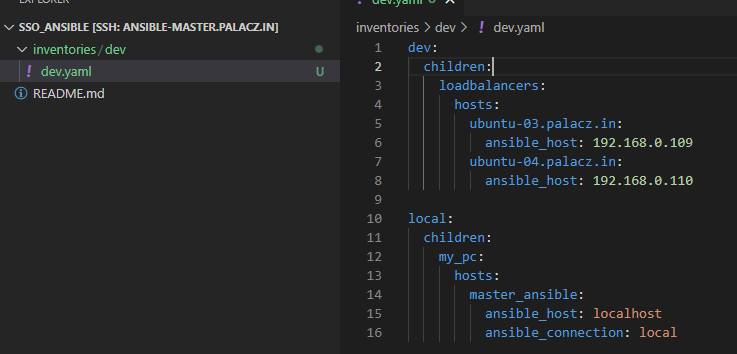 EXPLORER
SSO_ANSIBLE [SSH: ANSIBLE-MASTER.PALACZ.IN]
inventories / dev
! dev.yaml U
README.md
! dev.yaml U
inventories > dev > ! dev.yaml
1 dev:
2 children:
3 loadbalancers:
4 hosts:
5 ubuntu-03.palacz.in:
6 ansible_host: 192.168.0.109
7 ubuntu-04.palacz.in:
8 ansible_host: 192.168.0.110
9
10 local:
11 children:
12 my_pc:
13 hosts:
14 master_ansible:
15 ansible_host: localhost
16 ansible_connection: local